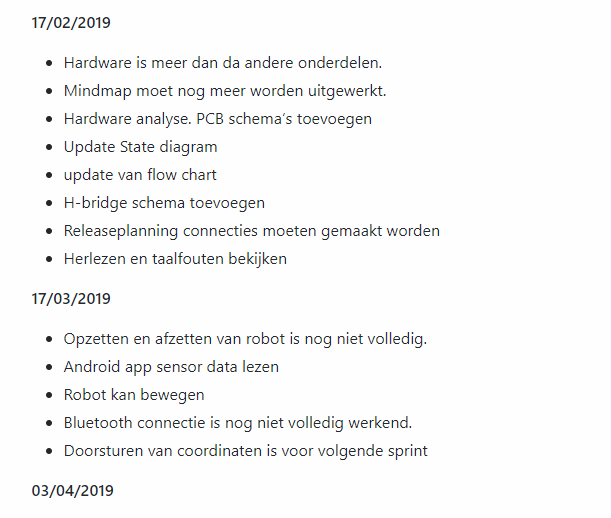 17/02/2019
Hardware is meer dan da andere onderdelen.
Mindmap moet nog meer worden uitgewerkt.
Hardware analyse. PCB schema's toevoegen
Update State diagram
update van flow chart
H-bridge schema toevoegen
Releaseplanning connecties moeten gemaakt worden
Herlezen en taalfouten bekijken
17/03/2019
Opzetten en afzetten van robot is nog niet volledig.
Android app sensor data lezen
Robot kan bewegen
Bluetooth connectie is nog niet volledig werkend.
Doorsturen van coordinaten is voor volgende sprint
03/04/2019